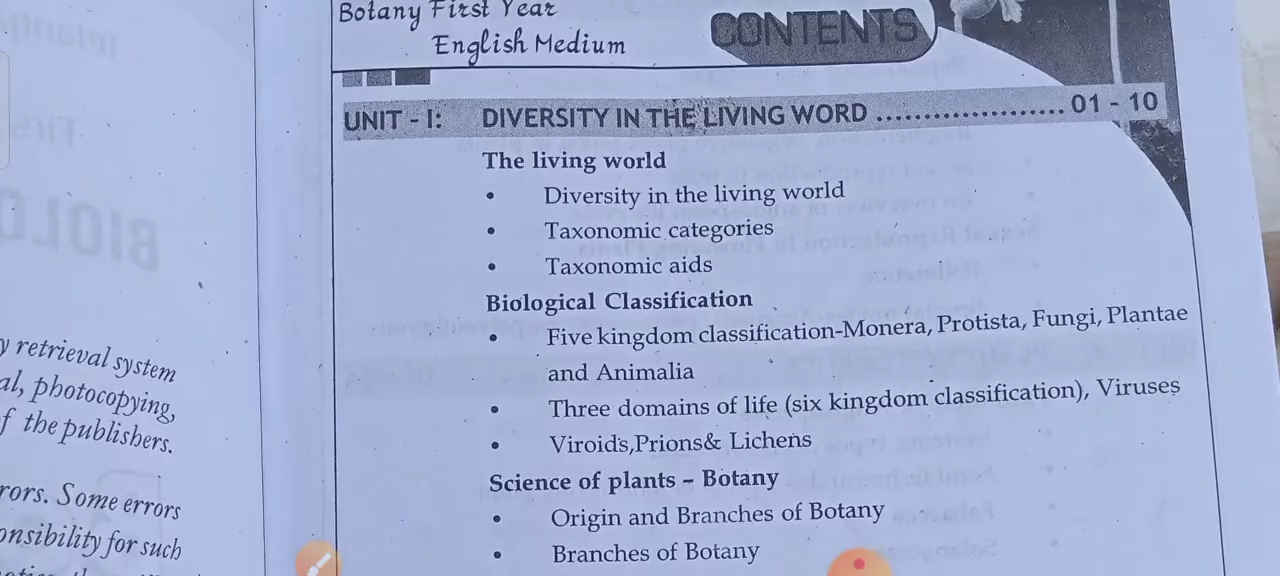 Botany First Year
English Medium
CONTENTS
UNIT - I: DIVERSITY IN THE LIVING WORD .................... 01 - 10
The living world
• Diversity in the living world
• Taxonomic categories
• Taxonomic aids
Biological Classification
• Five kingdom classification-Monera, Protista, Fungi, Plantae
and Animalia
• Three domains of life (six kingdom classification), Viruses
• Viroids,Prions& Lichens
Science of plants – Botany
• Origin and Branches of Botany
• Branches of Botany
retrieval system
photocopying,
the publishers.
Some errors
for such